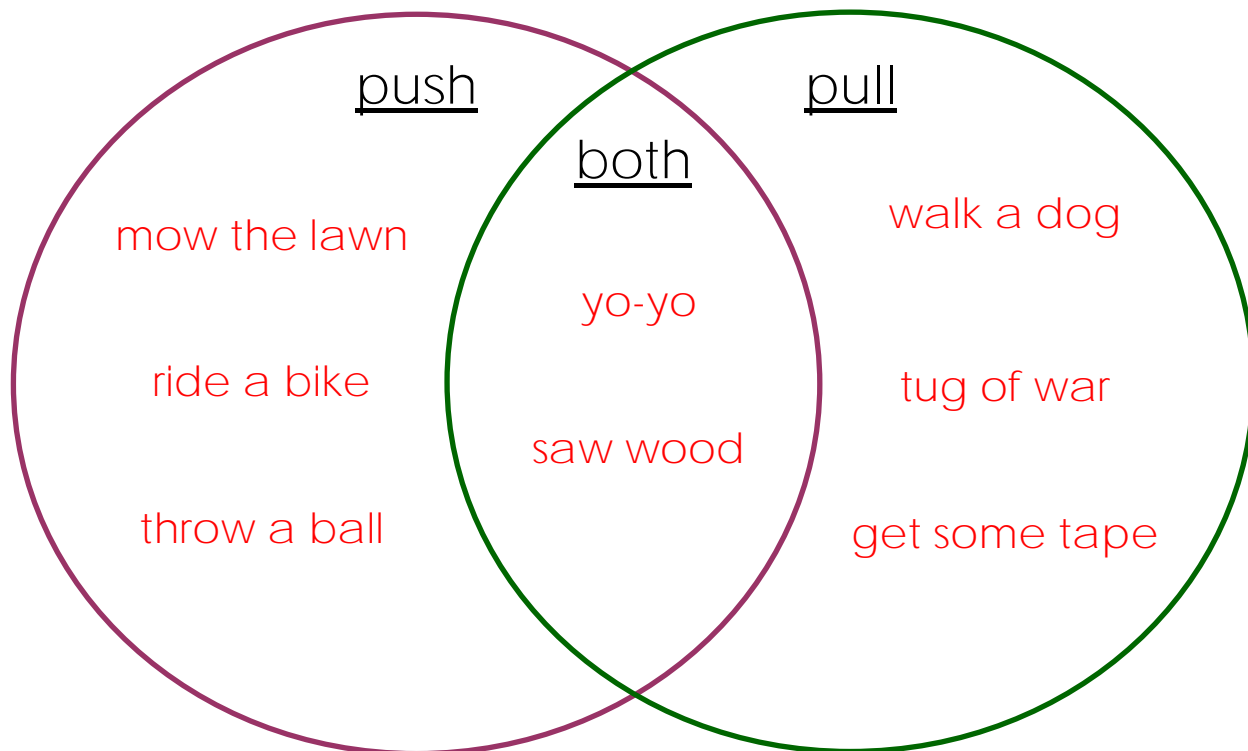 push
pull
both
mow the lawn
walk a dog
yo-yo
ride a bike
tug of war
saw wood
throw a ball
get some tape